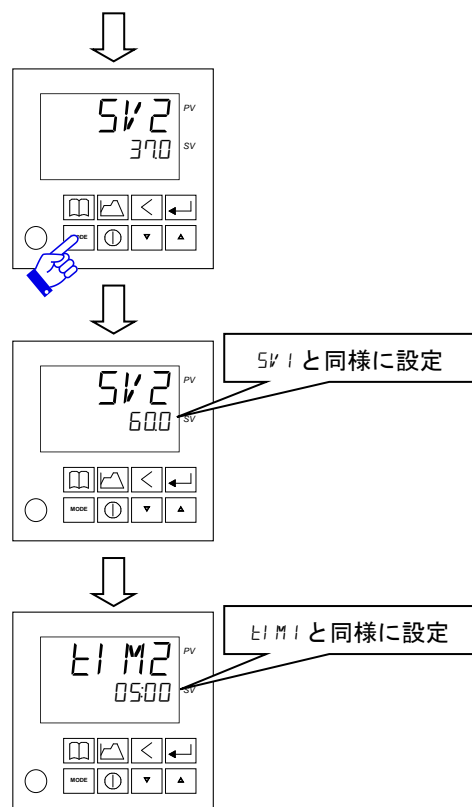 SV2 PV
37.0 SV
MODE
SV1と同様に設定
SV2 PV
60.0 SV
MODE
tIM1と同様に設定
tIM2 PV
05:00 SV
MODE